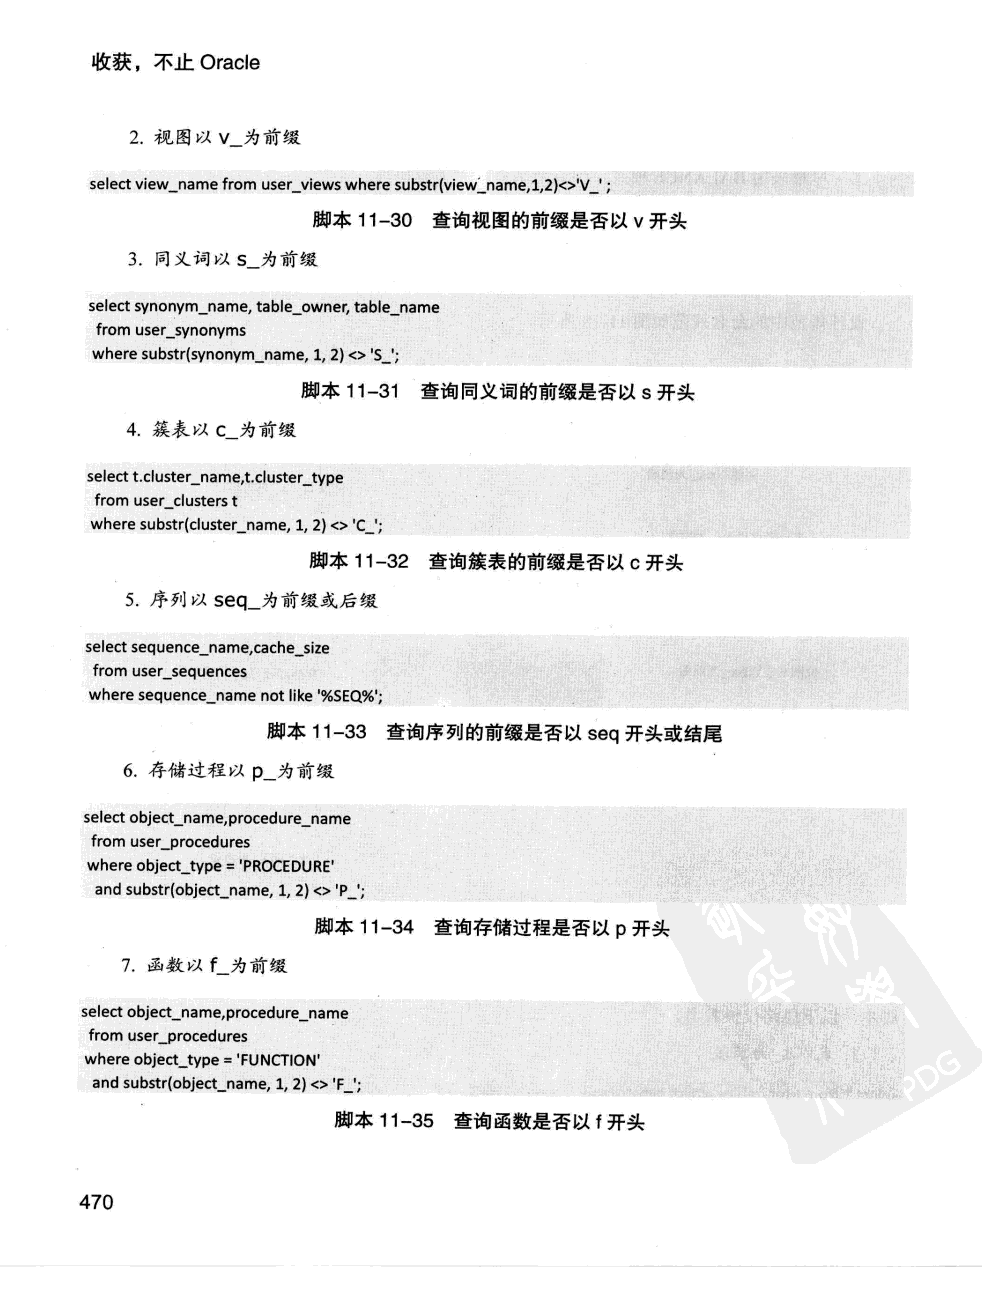 收获，不止 Oracle
2. 视图以 v_为前缀
select view_name from user_views where substr(view_name,1,2)<>'V_' ;
脚本 11-30 查询视图的前缀是否以 v 开头
3. 同义词以 s_为前缀
select synonym_name, table_owner, table_name
from user_synonyms
where substr(synonym_name, 1, 2) <> 'S_';
脚本 11-31 查询同义词的前缀是否以 s 开头
4. 簇表以 c_为前缀
select t.cluster_name,t.cluster_type
from user_clusters t
where substr(cluster_name, 1, 2) <> 'C_';
脚本 11-32 查询簇表的前缀是否以 c 开头
5. 序列以 seq_为前缀或后缀
select sequence_name,cache_size
from user_sequences
where sequence_name not like '%SEQ%';
脚本 11-33 查询序列的前缀是否以 seq 开头或结尾
6. 存储过程以 p_为前缀
select object_name,procedure_name
from user_procedures
where object_type = 'PROCEDURE'
and substr(object_name, 1, 2) <> 'P_';
脚本 11-34 查询存储过程是否以 p 开头
7. 函数以 f_为前缀
select object_name,procedure_name
from user_procedures
where object_type = 'FUNCTION'
and substr(object_name, 1, 2) <> 'F_';
脚本 11-35 查询函数是否以 f 开头
PDG
470